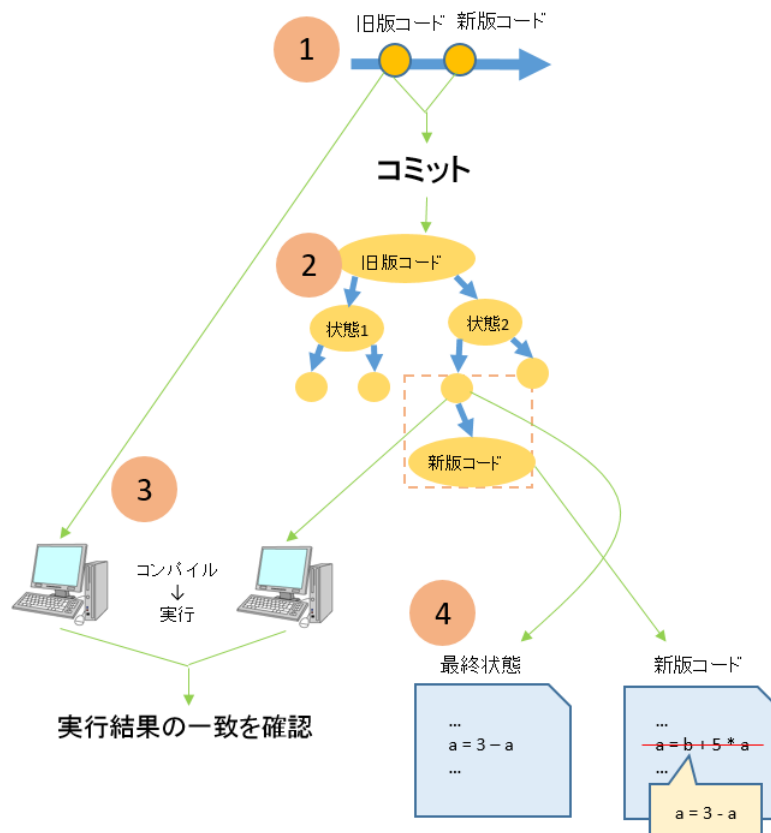 旧版コード 新版コード
1
コミット
2
旧版コード
状態1
状態2
新版コード
3
コンパイル
↓
実行
実行結果の一致を確認
4
最終状態
...
a = 3 – a
...
新版コード
...
a = b + 5 * a
...
a = 3 - a